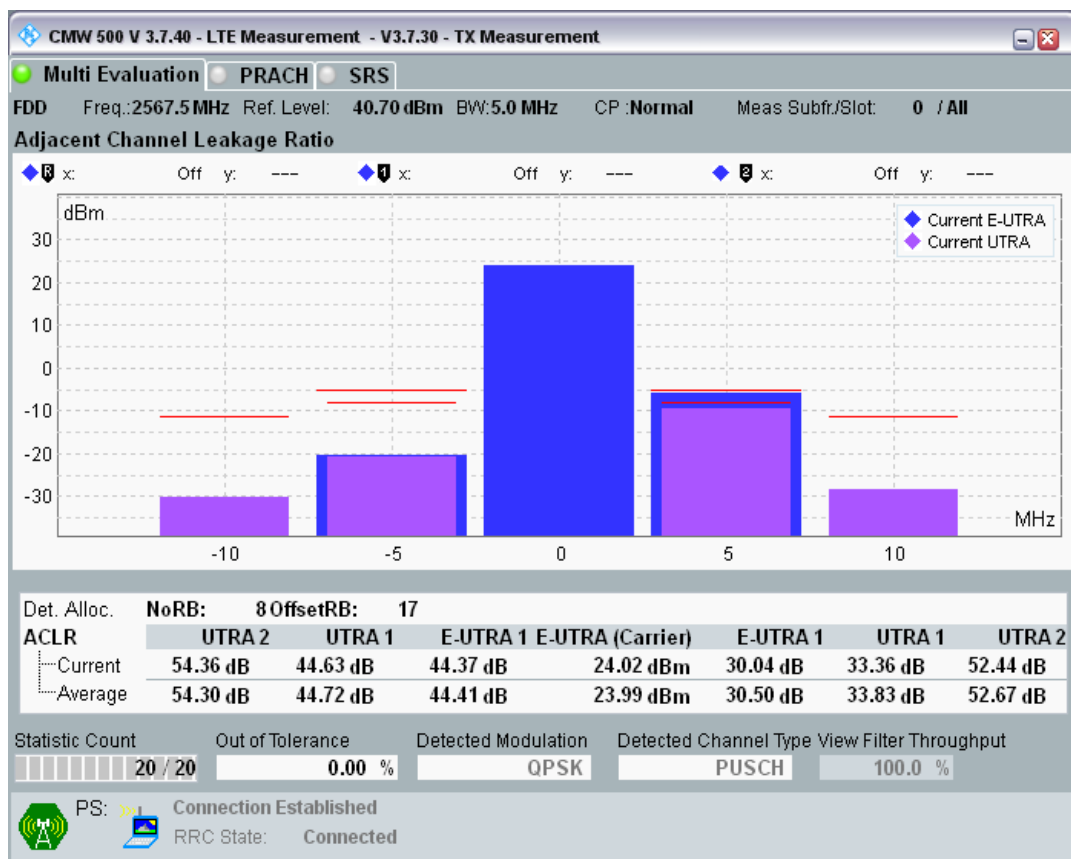 CMW 500 V 3.7.40 - LTE Measurement - V3.7.30 - TX Measurement
Multi Evaluation PRACH SRS
FDD Freq.:2567.5 MHz Ref. Level: 40.70 dBm BW:5.0 MHz CP :Normal Meas Subfr./Slot: 0 / All
Adjacent Channel Leakage Ratio
R x: Off y: --- 1 x: Off y: --- 2 x: Off y: ---
dBm
Current E-UTRA
Current UTRA
30
20
10
0
-10
-20
-30
MHz
-10 -5 0 5 10
Det. Alloc. NoRB: 8 OffsetRB: 17
ACLR UTRA 2 UTRA 1 E-UTRA 1 E-UTRA (Carrier) E-UTRA 1 UTRA 1 UTRA 2
Current 54.36 dB 44.63 dB 44.37 dB 24.02 dBm 30.04 dB 33.36 dB 52.44 dB
Average 54.30 dB 44.72 dB 44.41 dB 23.99 dBm 30.50 dB 33.83 dB 52.67 dB
Statistic Count Out of Tolerance Detected Modulation Detected Channel Type View Filter Throughput
20 / 20 0.00 % QPSK PUSCH 100.0 %
PS: Connection Established
RRC State: Connected